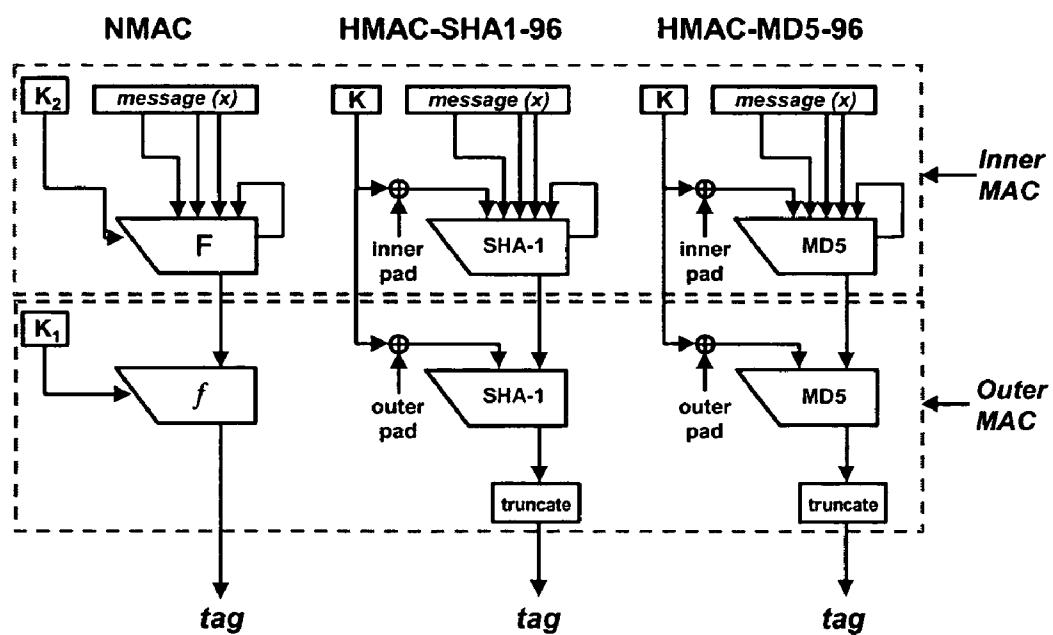 NMAC HMAC-SHA1-96 HMAC-MD5-96
K₂ message (x) K message (x) K message (x)
Inner
MAC
F SHA-1 MD5
inner
pad
inner
pad
K₁
f SHA-1 MD5
outer
pad
outer
pad
Outer
MAC
truncate truncate
tag tag tag